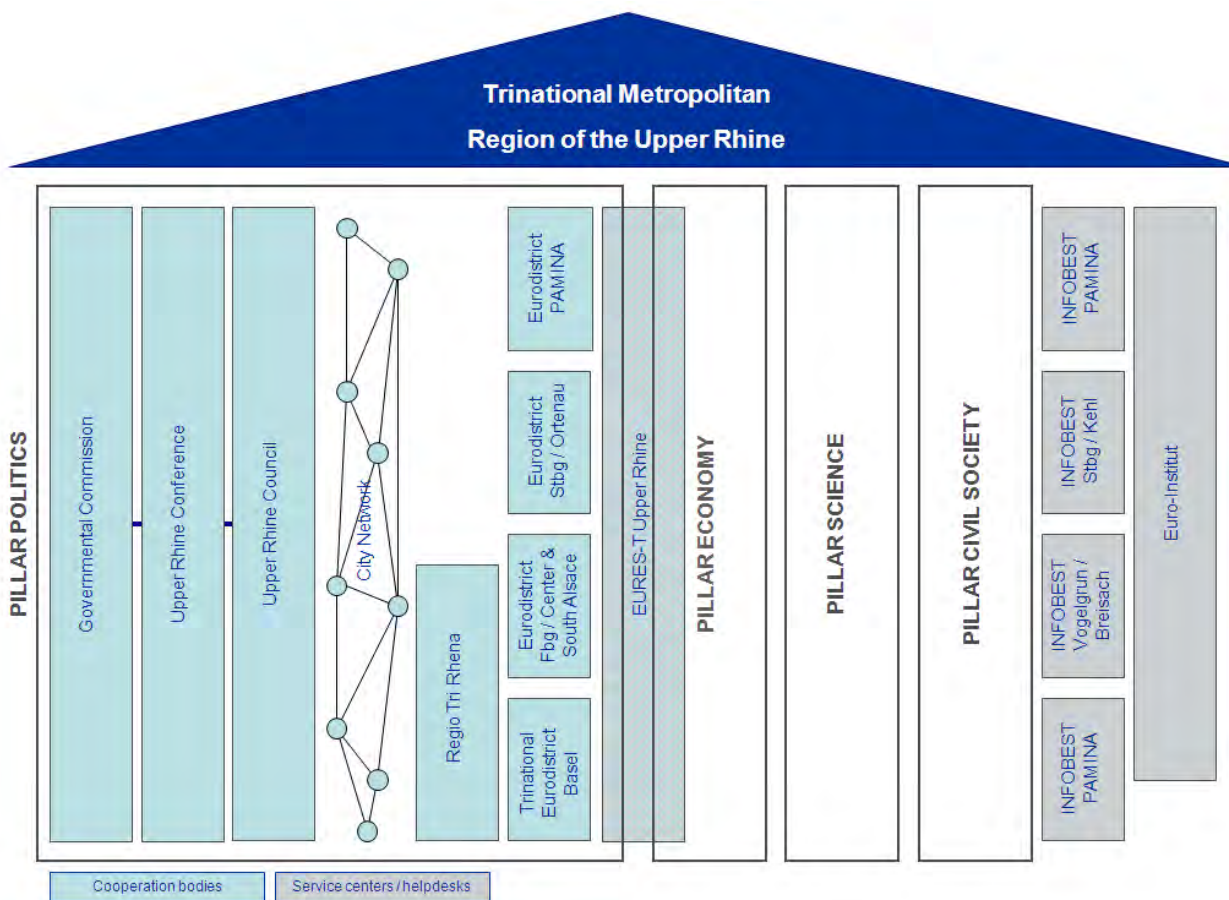 Trinational Metropolitan
Region of the Upper Rhine
PILLAR POLITICS
Governmental Commission
Upper Rhine Conference
Upper Rhine Council
City Network
Regio Tri Rhena
Eurodistrict
PAMINA
Eurodistrict
Stbg / Ortenau
Eurodistrict
Fbg / Center &
South Alsace
Trinational
Eurodistrict
Basel
EURES-T Upper Rhine
PILLAR ECONOMY
PILLAR SCIENCE
PILLAR CIVIL SOCIETY
INFOBEST
PAMINA
INFOBEST
Stbg / Kehl
INFOBEST
Vogelgrun /
Breisach
INFOBEST
PAMINA
Euro-Institut
Cooperation bodies
Service centers / helpdesks